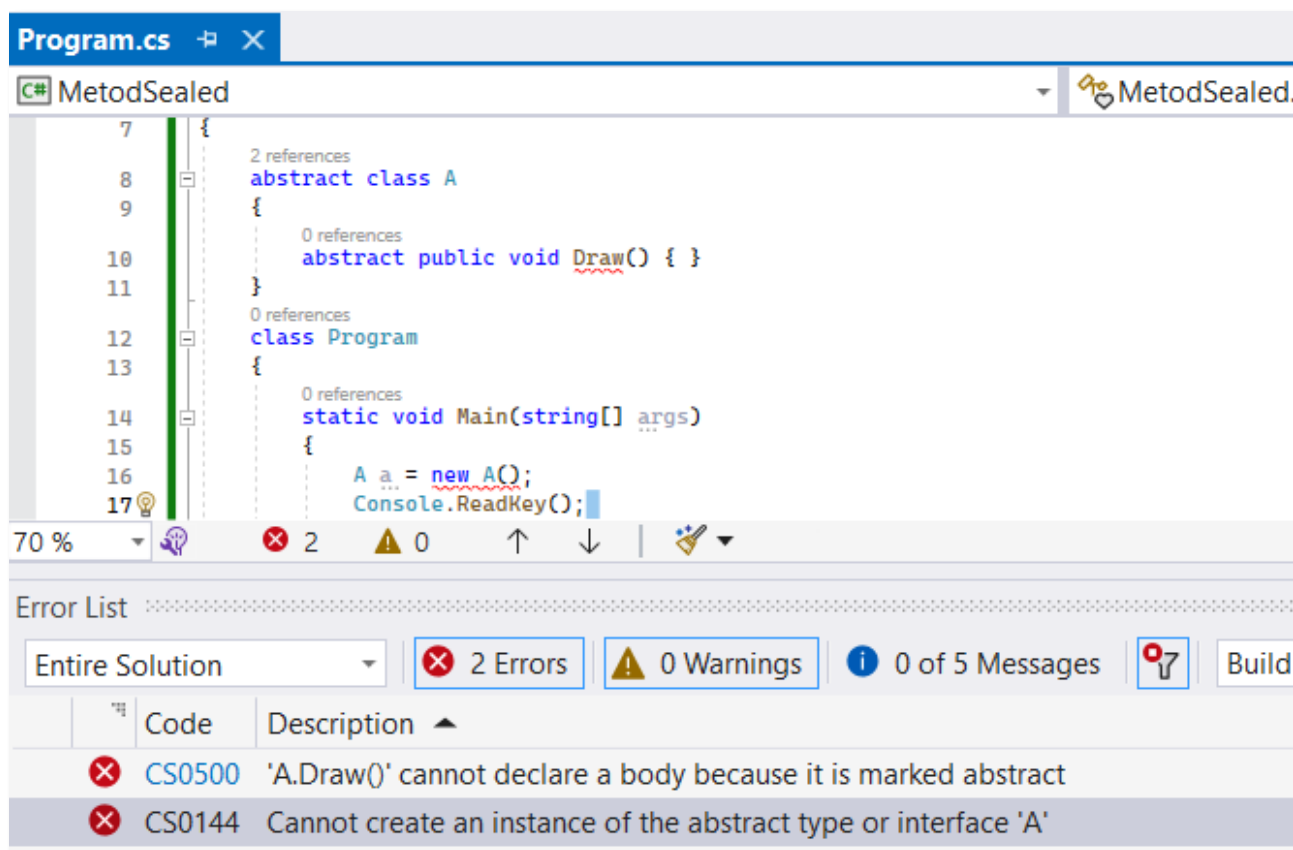 Program.cs
C# MetodSealed MetodSealed.
7 {
2 references
8 abstract class A
9 {
0 references
10 abstract public void Draw() { }
11 }
0 references
12 class Program
13 {
0 references
14 static void Main(string[] args)
15 {
16 A a = new A();
17 Console.ReadKey();
70 % 2 0
Error List
Entire Solution 2 Errors 0 Warnings 0 of 5 Messages Build
Code Description
CS0500 'A.Draw()' cannot declare a body because it is marked abstract
CS0144 Cannot create an instance of the abstract type or interface 'A'